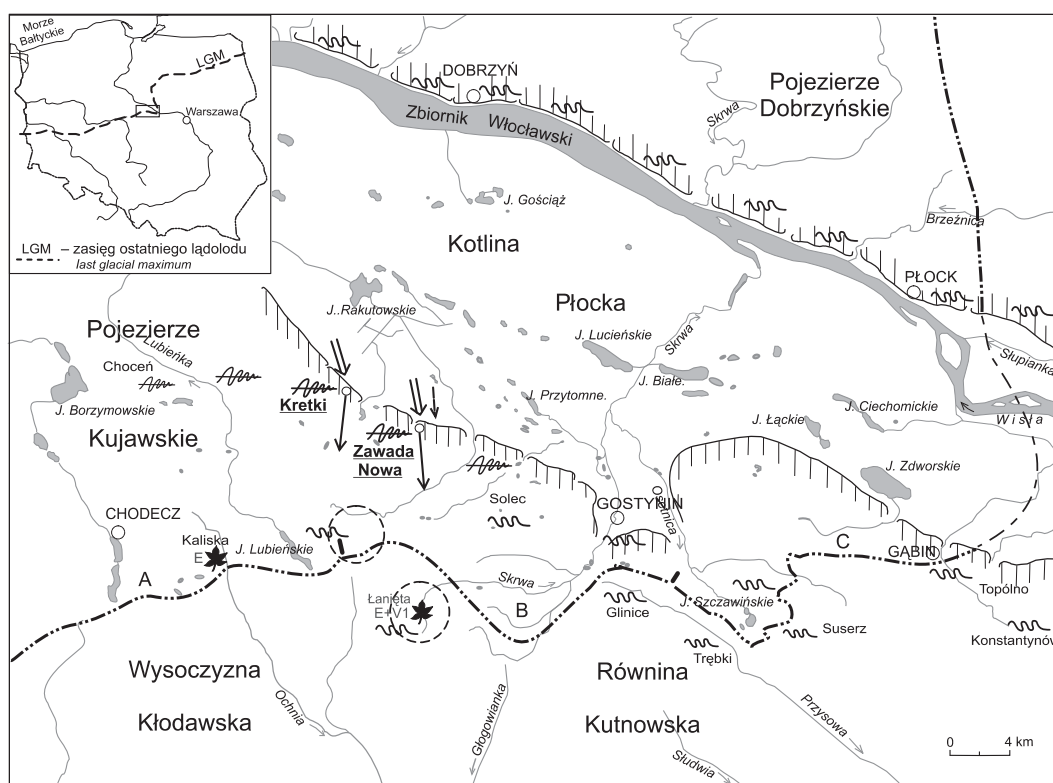 Morze
Bałtyckie
LGM
Warszawa
LGM – zasięg ostatniego lądolodu
last glacial maximum
DOBRZYŃ
Zbiornik Włocławski
Pojezierze
Dobrzyńskie
Skrwa
J. Gościąż
Brzeźnica
Kotlina
Płocka
PŁOCK
J..Rakutowskie
Pojezierze
Lubieńka
Choceń
J. Borzymowskie
Kujawskie
J. Lucieńskie
Skrwa
J. Białe.
J. Przytomne.
Słupianka
Wisła
J. Ciechomickie
J. Łąckie
J. Zdworskie
Kretki
Zawada
Nowa
Solec
GOSTYNIN
Osetnica
CHODECZ
Kaliska
E
J. Lubieńskie
A
C
GĄBIN
Topólno
Konstantynów
Łanięta
E+V1
Skrwa
B
Glinice
J. Szczawińskie
Suserz
Trębki
Wysoczyzna
Kłodawska
Ochnia
Głogowianka
Równina
Kutnowska
Słudwia
Przysowa
0 4 km